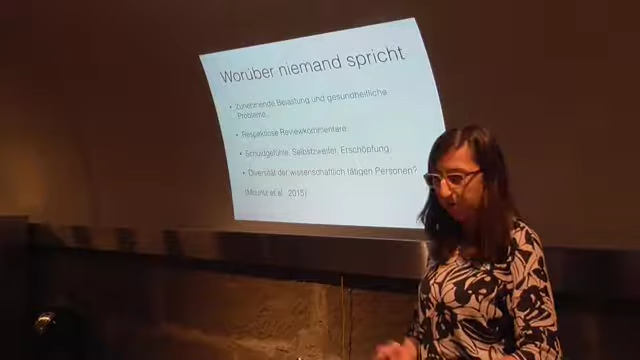 Worüber niemand spricht
• Zunehmende Belastung und gesundheitliche
Probleme
• Respektlose Reviewkommentare
• Schuldgefühle, Selbstzweifel, Erschöpfung
• Diversität der wissenschaftlich tätigen Personen?
(Mountz et al. 2015)